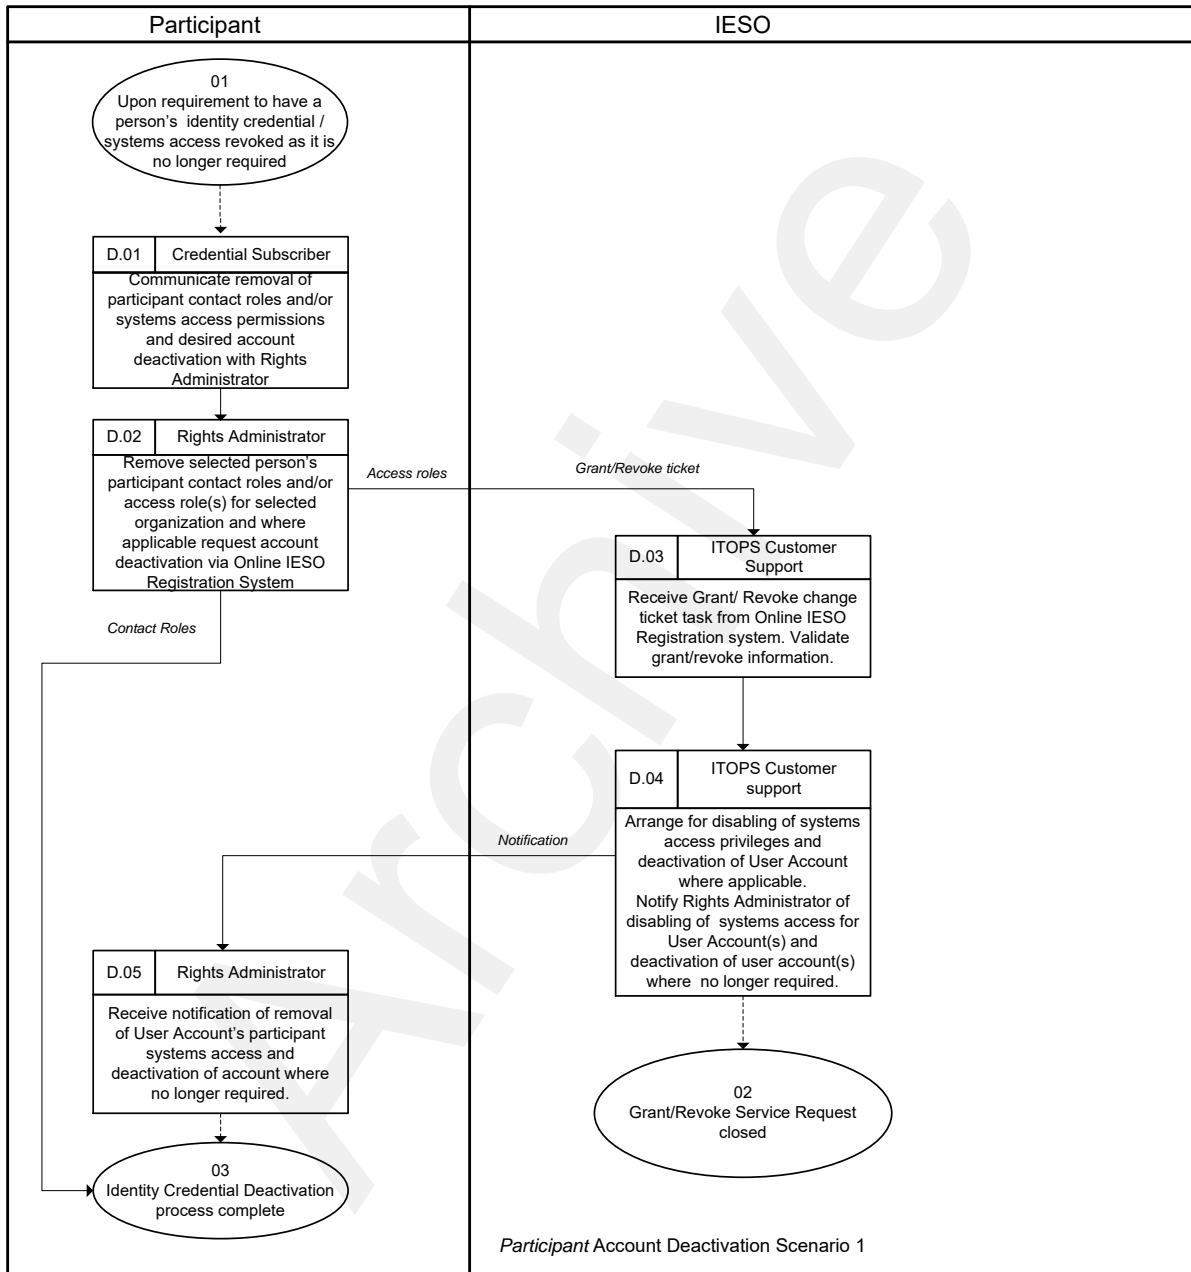 Participant
IESO
01
Upon requirement to have a
person's identity credential /
systems access revoked as it is
no longer required
D.01
Credential Subscriber
Communicate removal of
participant contact roles and/or
systems access permissions
and desired account
deactivation with Rights
Administrator
D.02
Rights Administrator
Remove selected person's
participant contact roles and/or
access role(s) for selected
organization and where
applicable request account
deactivation via Online IESO
Registration System
Access roles
Grant/Revoke ticket
Contact Roles
D.03
ITOPS Customer
Support
Receive Grant/ Revoke change
ticket task from Online IESO
Registration system. Validate
grant/revoke information.
D.04
ITOPS Customer
support
Arrange for disabling of systems
access privileges and
deactivation of User Account
where applicable.
Notify Rights Administrator of
disabling of systems access for
User Account(s) and
deactivation of user account(s)
where no longer required.
Notification
D.05
Rights Administrator
Receive notification of removal
of User Account's participant
systems access and
deactivation of account where
no longer required.
02
Grant/Revoke Service Request
closed
03
Identity Credential Deactivation
process complete
Participant Account Deactivation Scenario 1
Archive